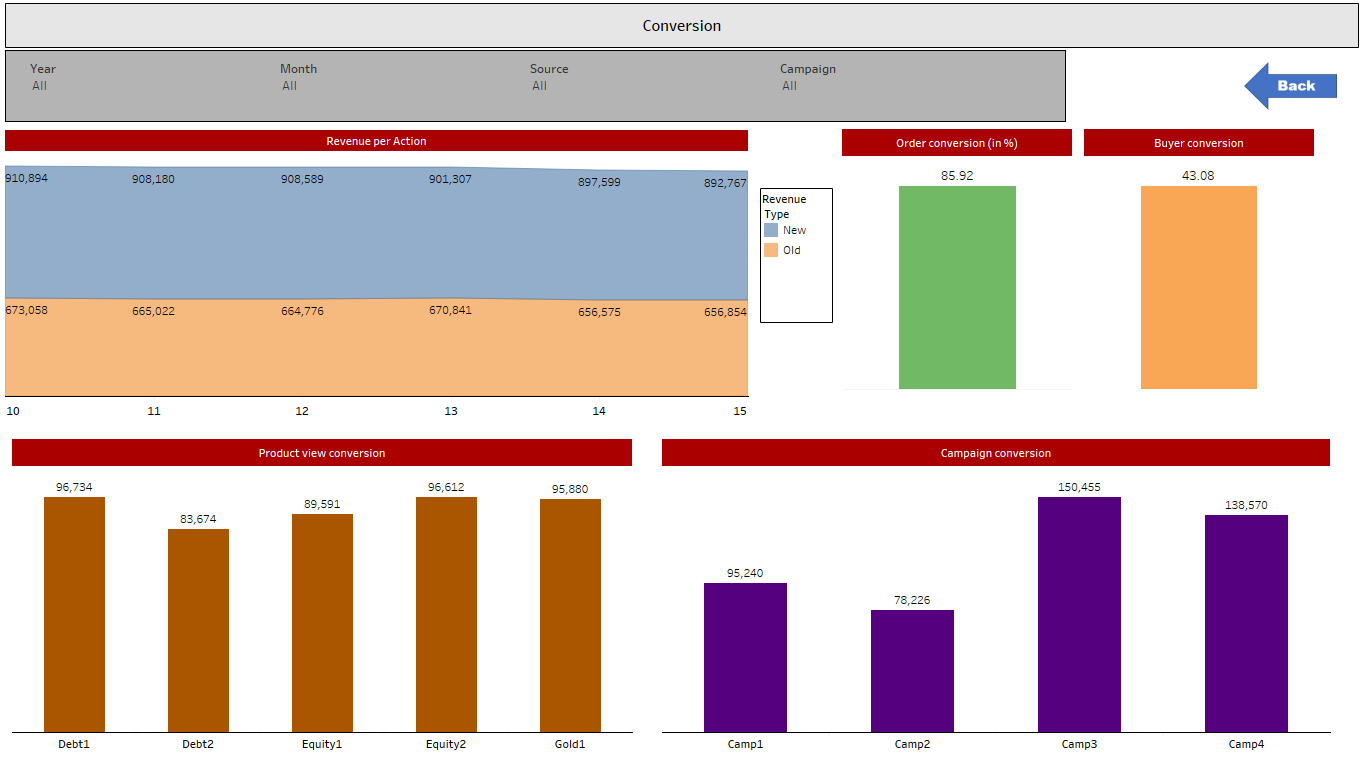 Conversion
Year
All
Month
All
Source
All
Campaign
All
Back
Revenue per Action
910,894 908,180 908,589 901,307 897,599 892,767
673,058 665,022 664,776 670,841 656,575 656,854
10 11 12 13 14 15
Revenue
Type
New
Old
Order conversion (in %)
85.92
Buyer conversion
43.08
Product view conversion
96,734 83,674 89,591 96,612 95,880
Debt1 Debt2 Equity1 Equity2 Gold1
Campaign conversion
95,240 78,226 150,455 138,570
Camp1 Camp2 Camp3 Camp4